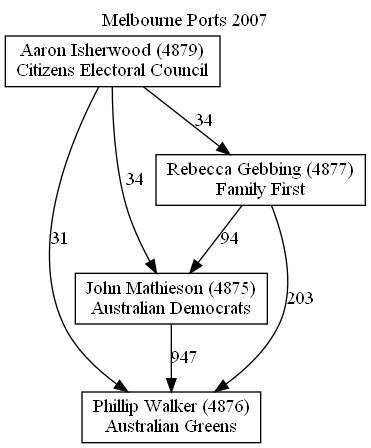 Melbourne Ports 2007
Aaron Isherwood (4879)
Citizens Electoral Council
34
Rebecca Gebbing (4877)
Family First
34
31
94
203
John Mathieson (4875)
Australian Democrats
947
Phillip Walker (4876)
Australian Greens